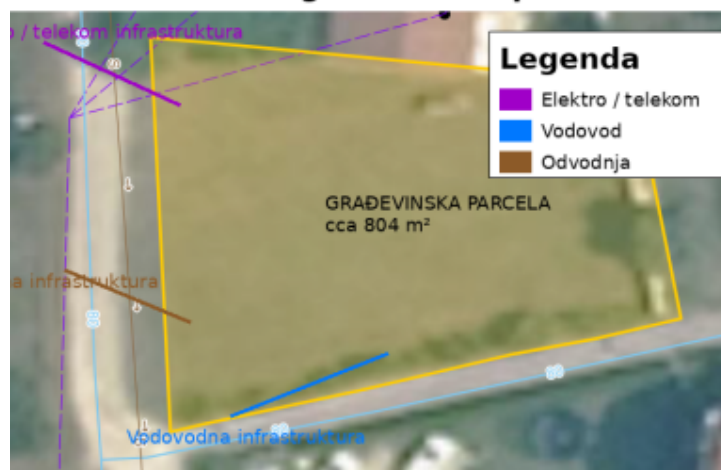 / telekom infrastruktura
Legenda
Elektro / telekom
Vodovod
Odvodnja
GRAĐEVINSKA PARCELA
cca 804 m²
infrastruktura
Vodovodna infrastruktura